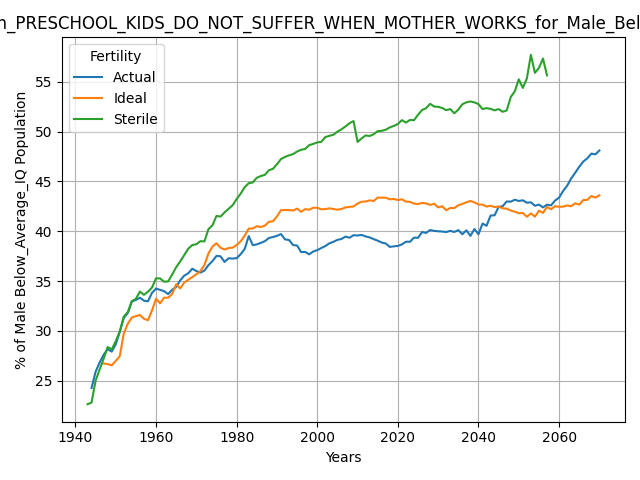 n_PRESCHOOL_KIDS_DO_NOT_SUFFER_WHEN_MOTHER_WORKS_for_Male_Bel
Fertility
Actual
Ideal
Sterile
% of Male Below_Average_IQ Population
55
50
45
40
35
30
25
1940 1960 1980 2000 2020 2040 2060
Years